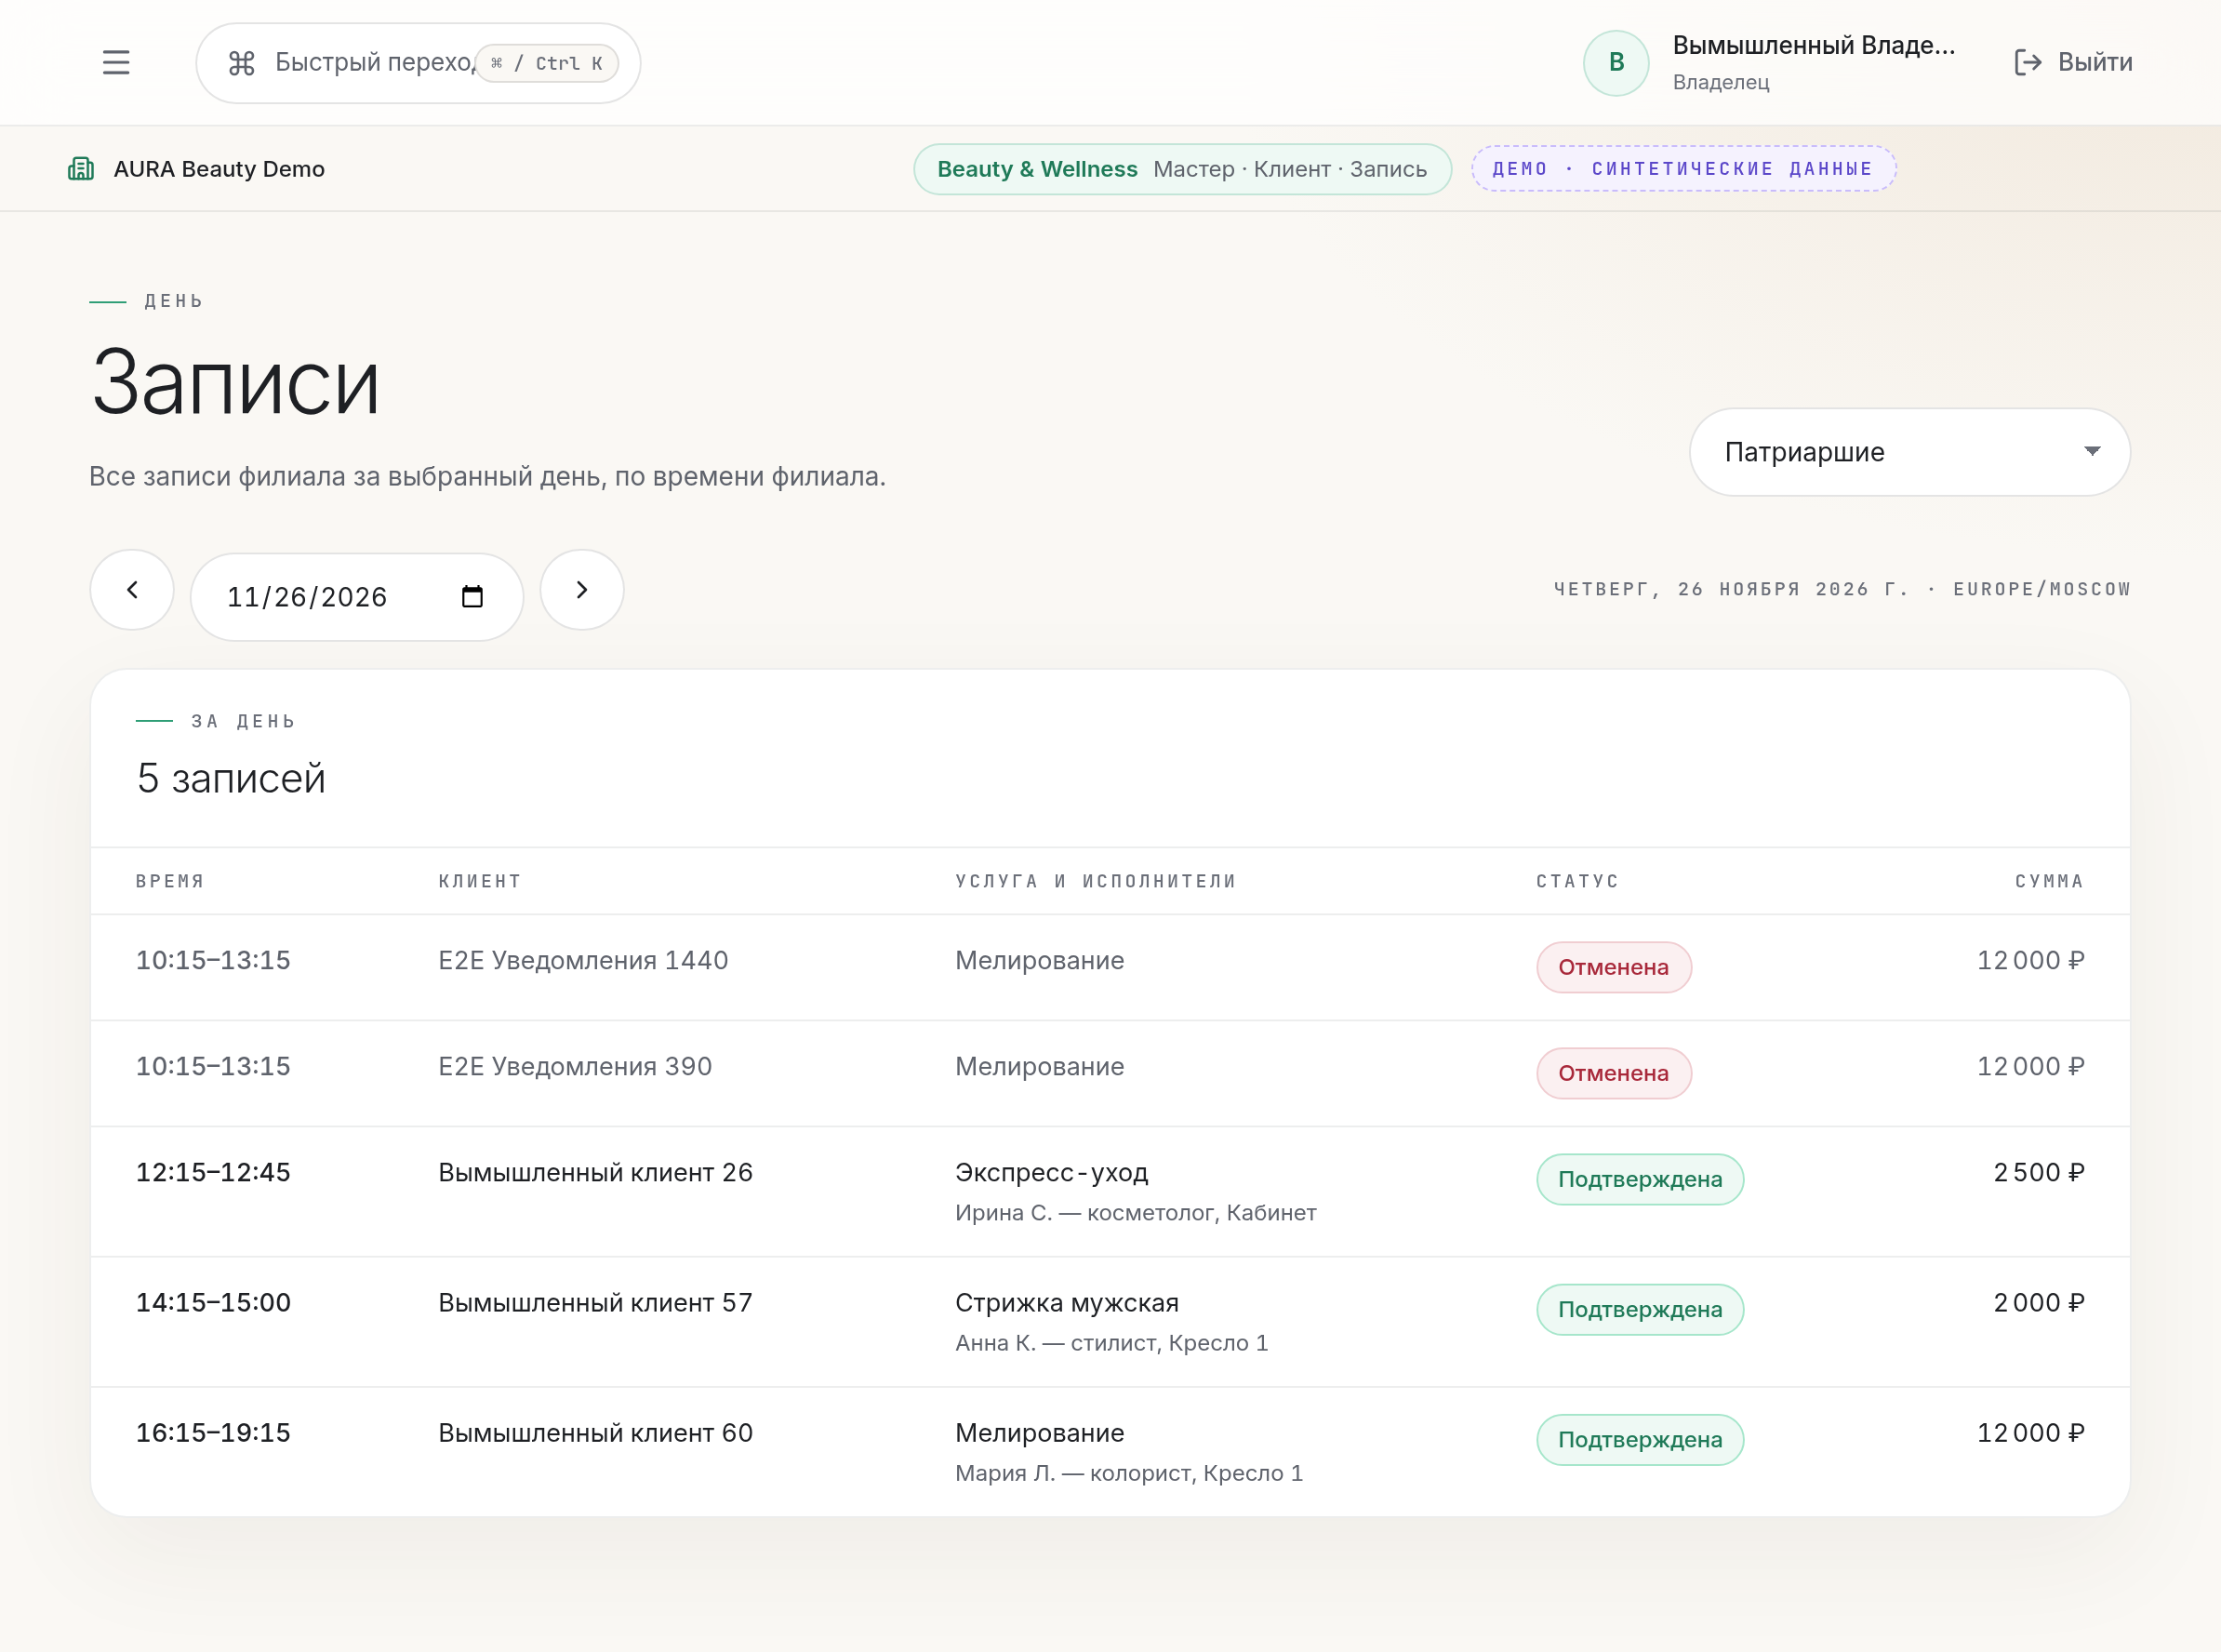 ⌘ Быстрый переход ⌘ / Ctrl K
В Вымышленный Владе...
Владелец
Выйти
AURA Beauty Demo
Beauty & Wellness Мастер · Клиент · Запись
ДЕМО · СИНТЕТИЧЕСКИЕ ДАННЫЕ
ДЕНЬ
Записи
Все записи филиала за выбранный день, по времени филиала.
Патриаршие
11/26/2026
ЧЕТВЕРГ, 26 НОЯБРЯ 2026 Г. · EUROPE/MOSCOW
ЗА ДЕНЬ
5 записей
ВРЕМЯ КЛИЕНТ УСЛУГА И ИСПОЛНИТЕЛИ СТАТУС СУММА
10:15–13:15 E2E Уведомления 1440 Мелирование Отменена 12 000 ₽
10:15–13:15 E2E Уведомления 390 Мелирование Отменена 12 000 ₽
12:15–12:45 Вымышленный клиент 26 Экспресс-уход Подтверждена 2 500 ₽
Ирина С. — косметолог, Кабинет
14:15–15:00 Вымышленный клиент 57 Стрижка мужская Подтверждена 2 000 ₽
Анна К. — стилист, Кресло 1
16:15–19:15 Вымышленный клиент 60 Мелирование Подтверждена 12 000 ₽
Мария Л. — колорист, Кресло 1